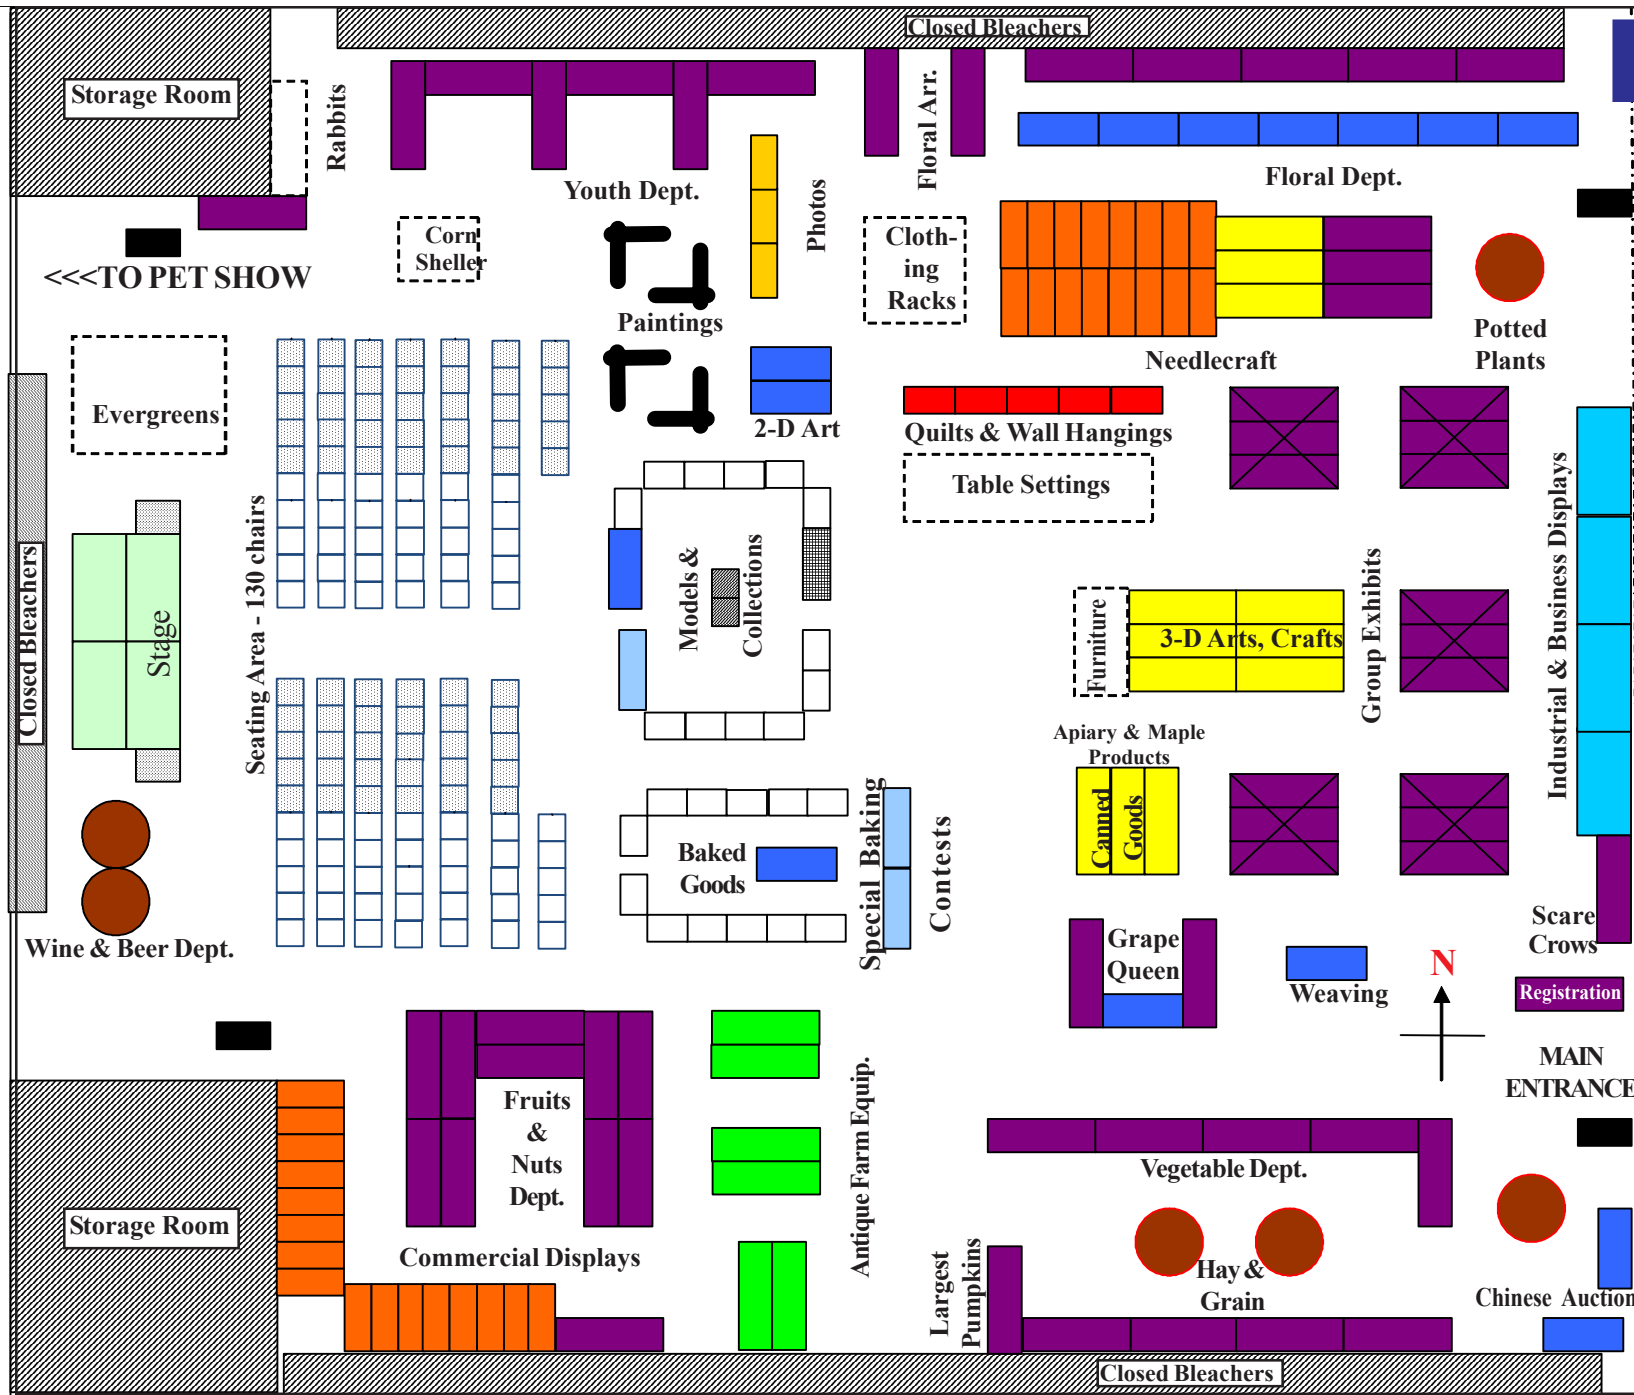 Closed Bleachers
Storage Room
Rabbits
Youth Dept.
Photos
Floral Arr.
Floral Dept.
<<<TO PET SHOW
Corn
Sheller
Paintings
Cloth-
ing
Racks
Needlecraft
Potted
Plants
Evergreens
2-D Art
Quilts & Wall Hangings
Table Settings
Closed Bleachers
Stage
Seating Area - 130 chairs
Models &
Collections
Furniture
3-D Arts, Crafts
Group Exhibits
Industrial & Business Displays
Apiary & Maple
Products
Canned
Goods
Baked
Goods
Special Baking
Contests
Wine & Beer Dept.
Grape
Queen
Weaving
N
Scare
Crows
Registration
MAIN
ENTRANCE
Fruits
&
Nuts
Dept.
Antique Farm Equip.
Vegetable Dept.
Storage Room
Commercial Displays
Largest
Pumpkins
Hay &
Grain
Chinese Auction
Closed Bleachers